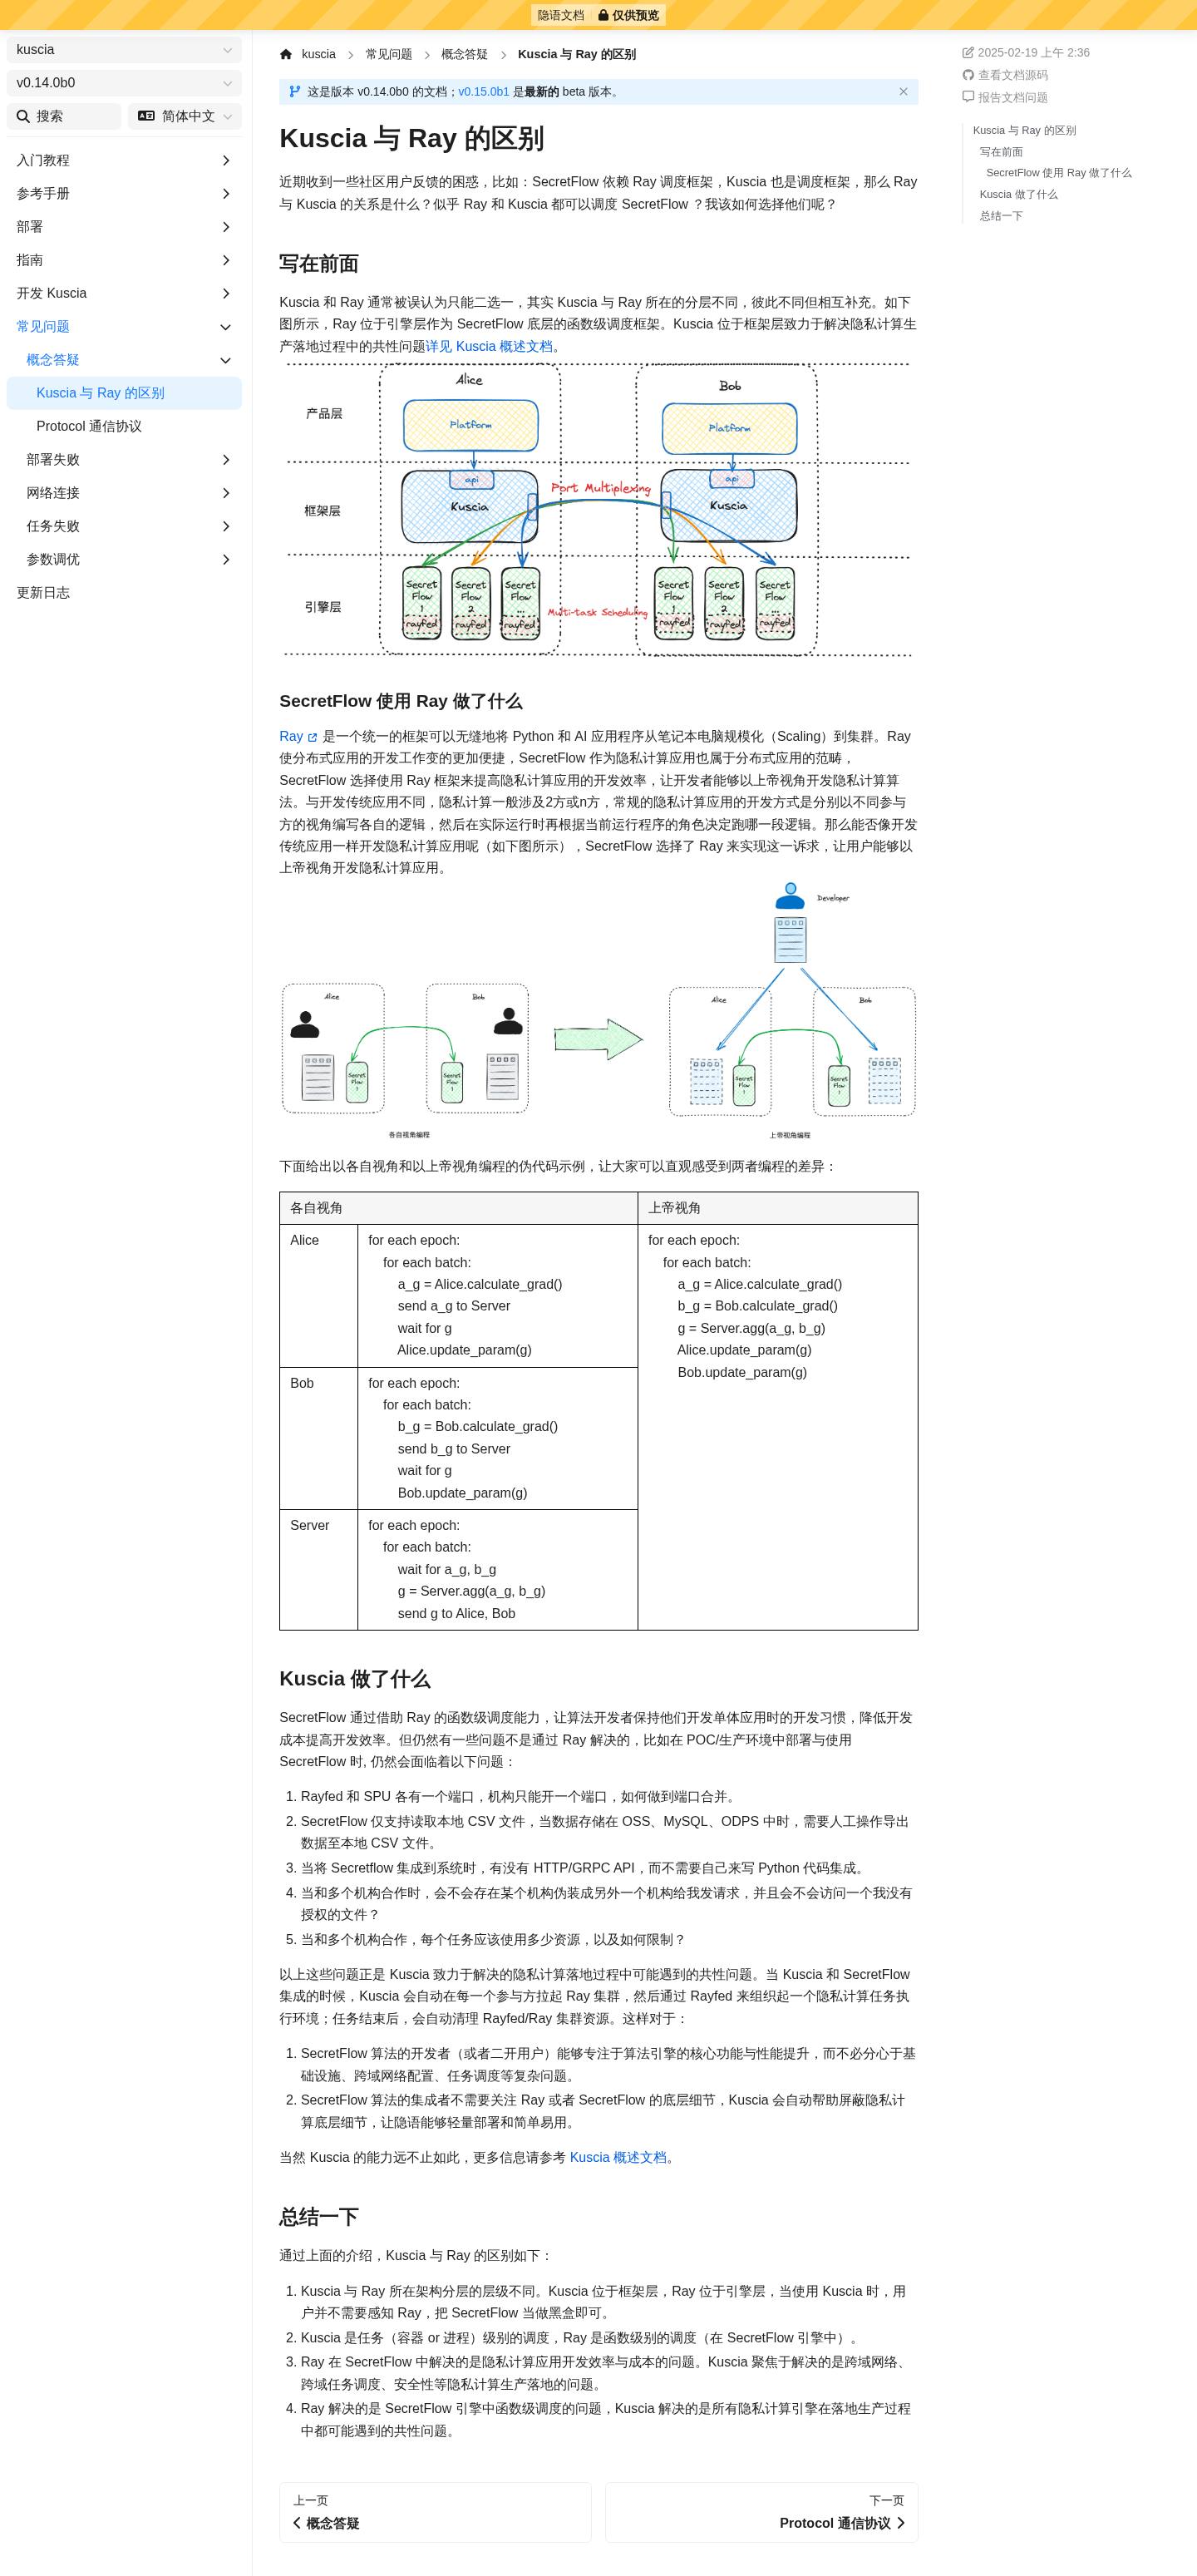 隐语文档 仅供预览
kuscia
v0.14.0b0
搜索 简体中文
入门教程
参考手册
部署
指南
开发 Kuscia
常见问题
概念答疑
Kuscia 与 Ray 的区别
Protocol 通信协议
部署失败
网络连接
任务失败
参数调优
更新日志
kuscia 常见问题 概念答疑 Kuscia 与 Ray 的区别
这是版本 v0.14.0b0 的文档；v0.15.0b1 是最新的 beta 版本。
Kuscia 与 Ray 的区别
近期收到一些社区用户反馈的困惑，比如：SecretFlow 依赖 Ray 调度框架，Kuscia 也是调度框架，那么 Ray
与 Kuscia 的关系是什么？似乎 Ray 和 Kuscia 都可以调度 SecretFlow ？我该如何选择他们呢？
写在前面
Kuscia 和 Ray 通常被误认为只能二选一，其实 Kuscia 与 Ray 所在的分层不同，彼此不同但相互补充。如下
图所示，Ray 位于引擎层作为 SecretFlow 底层的函数级调度框架。Kuscia 位于框架层致力于解决隐私计算生
产落地过程中的共性问题详见 Kuscia 概述文档。
Alice Bob
产品层
Platform Platform
api api
Port Multiplexing
框架层
Kuscia Kuscia
引擎层
Secret Flow 1 rayfed
Secret Flow 2 rayfed
Secret Flow ... rayfed
Multi-task Scheduling
Secret Flow 1 rayfed
Secret Flow 2 rayfed
Secret Flow ... rayfed
SecretFlow 使用 Ray 做了什么
Ray 是一个统一的框架可以无缝地将 Python 和 AI 应用程序从笔记本电脑规模化（Scaling）到集群。Ray
使分布式应用的开发工作变的更加便捷，SecretFlow 作为隐私计算应用也属于分布式应用的范畴，
SecretFlow 选择使用 Ray 框架来提高隐私计算应用的开发效率，让开发者能够以上帝视角开发隐私计算算
法。与开发传统应用不同，隐私计算一般涉及2方或n方，常规的隐私计算应用的开发方式是分别以不同参与
方的视角编写各自的逻辑，然后在实际运行时再根据当前运行程序的角色决定跑哪一段逻辑。那么能否像开发
传统应用一样开发隐私计算应用呢（如下图所示），SecretFlow 选择了 Ray 来实现这一诉求，让用户能够以
上帝视角开发隐私计算应用。
Developer
Alice Bob Alice Bob
Secret Flow 1
Secret Flow 1
Secret Flow 1
Secret Flow 1
各自视角编程 上帝视角编程
下面给出以各自视角和以上帝视角编程的伪代码示例，让大家可以直观感受到两者编程的差异：
各自视角 上帝视角
Alice
for each epoch:
for each batch:
a_g = Alice.calculate_grad()
send a_g to Server
wait for g
Alice.update_param(g)
Bob
for each epoch:
for each batch:
b_g = Bob.calculate_grad()
send b_g to Server
wait for g
Bob.update_param(g)
Server
for each epoch:
for each batch:
wait for a_g, b_g
g = Server.agg(a_g, b_g)
send g to Alice, Bob
for each epoch:
for each batch:
a_g = Alice.calculate_grad()
b_g = Bob.calculate_grad()
g = Server.agg(a_g, b_g)
Alice.update_param(g)
Bob.update_param(g)
Kuscia 做了什么
SecretFlow 通过借助 Ray 的函数级调度能力，让算法开发者保持他们开发单体应用时的开发习惯，降低开发
成本提高开发效率。但仍然有一些问题不是通过 Ray 解决的，比如在 POC/生产环境中部署与使用
SecretFlow 时, 仍然会面临着以下问题：
1. Rayfed 和 SPU 各有一个端口，机构只能开一个端口，如何做到端口合并。
2. SecretFlow 仅支持读取本地 CSV 文件，当数据存储在 OSS、MySQL、ODPS 中时，需要人工操作导出
数据至本地 CSV 文件。
3. 当将 Secretflow 集成到系统时，有没有 HTTP/GRPC API，而不需要自己来写 Python 代码集成。
4. 当和多个机构合作时，会不会存在某个机构伪装成另外一个机构给我发请求，并且会不会访问一个我没有
授权的文件？
5. 当和多个机构合作，每个任务应该使用多少资源，以及如何限制？
以上这些问题正是 Kuscia 致力于解决的隐私计算落地过程中可能遇到的共性问题。当 Kuscia 和 SecretFlow
集成的时候，Kuscia 会自动在每一个参与方拉起 Ray 集群，然后通过 Rayfed 来组织起一个隐私计算任务执
行环境；任务结束后，会自动清理 Rayfed/Ray 集群资源。这样对于：
1. SecretFlow 算法的开发者（或者二开用户）能够专注于算法引擎的核心功能与性能提升，而不必分心于基
础设施、跨域网络配置、任务调度等复杂问题。
2. SecretFlow 算法的集成者不需要关注 Ray 或者 SecretFlow 的底层细节，Kuscia 会自动帮助屏蔽隐私计
算底层细节，让隐语能够轻量部署和简单易用。
当然 Kuscia 的能力远不止如此，更多信息请参考 Kuscia 概述文档。
总结一下
通过上面的介绍，Kuscia 与 Ray 的区别如下：
1. Kuscia 与 Ray 所在架构分层的层级不同。Kuscia 位于框架层，Ray 位于引擎层，当使用 Kuscia 时，用
户并不需要感知 Ray，把 SecretFlow 当做黑盒即可。
2. Kuscia 是任务（容器 or 进程）级别的调度，Ray 是函数级别的调度（在 SecretFlow 引擎中）。
3. Ray 在 SecretFlow 中解决的是隐私计算应用开发效率与成本的问题。Kuscia 聚焦于解决的是跨域网络、
跨域任务调度、安全性等隐私计算生产落地的问题。
4. Ray 解决的是 SecretFlow 引擎中函数级调度的问题，Kuscia 解决的是所有隐私计算引擎在落地生产过程
中都可能遇到的共性问题。
上一页
概念答疑
下一页
Protocol 通信协议
2025-02-19 上午 2:36
查看文档源码
报告文档问题
Kuscia 与 Ray 的区别
写在前面
SecretFlow 使用 Ray 做了什么
Kuscia 做了什么
总结一下